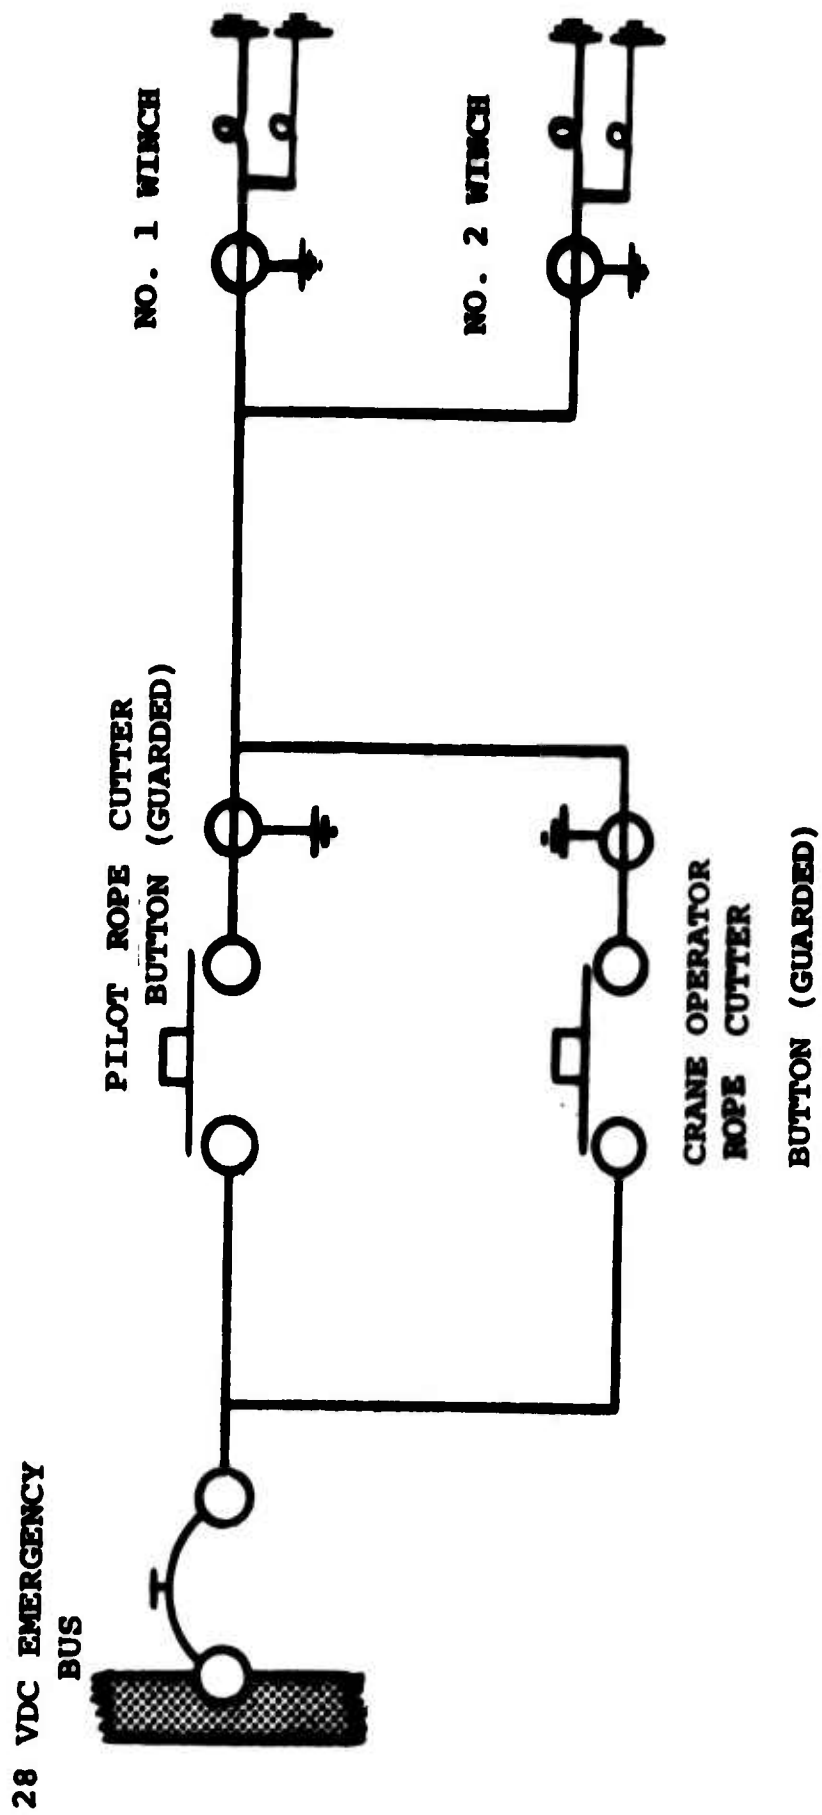 28 VDC EMERGENCY
BUS
PILOT ROPE CUTTER
BUTTON (GUARDED)
CRANE OPERATOR
ROPE CUTTER
BUTTON (GUARDED)
NO. 1 WINCH
NO. 2 WINCH